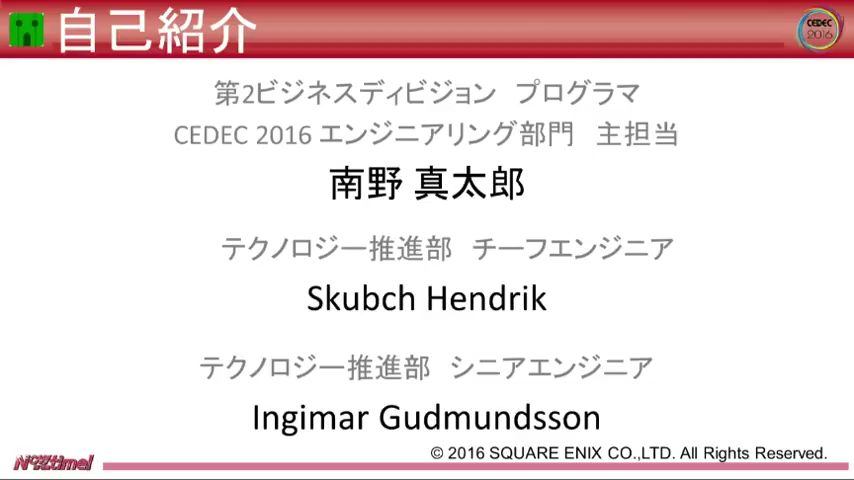 自己紹介
CEDEC
2016
第2ビジネスディビジョン　プログラマ
CEDEC 2016 エンジニアリング部門　主担当
南野 真太郎
テクノロジー推進部　チーフエンジニア
Skubch Hendrik
テクノロジー推進部　シニアエンジニア
Ingimar Gudmundsson
© 2016 SQUARE ENIX CO.,LTD. All Rights Reserved.